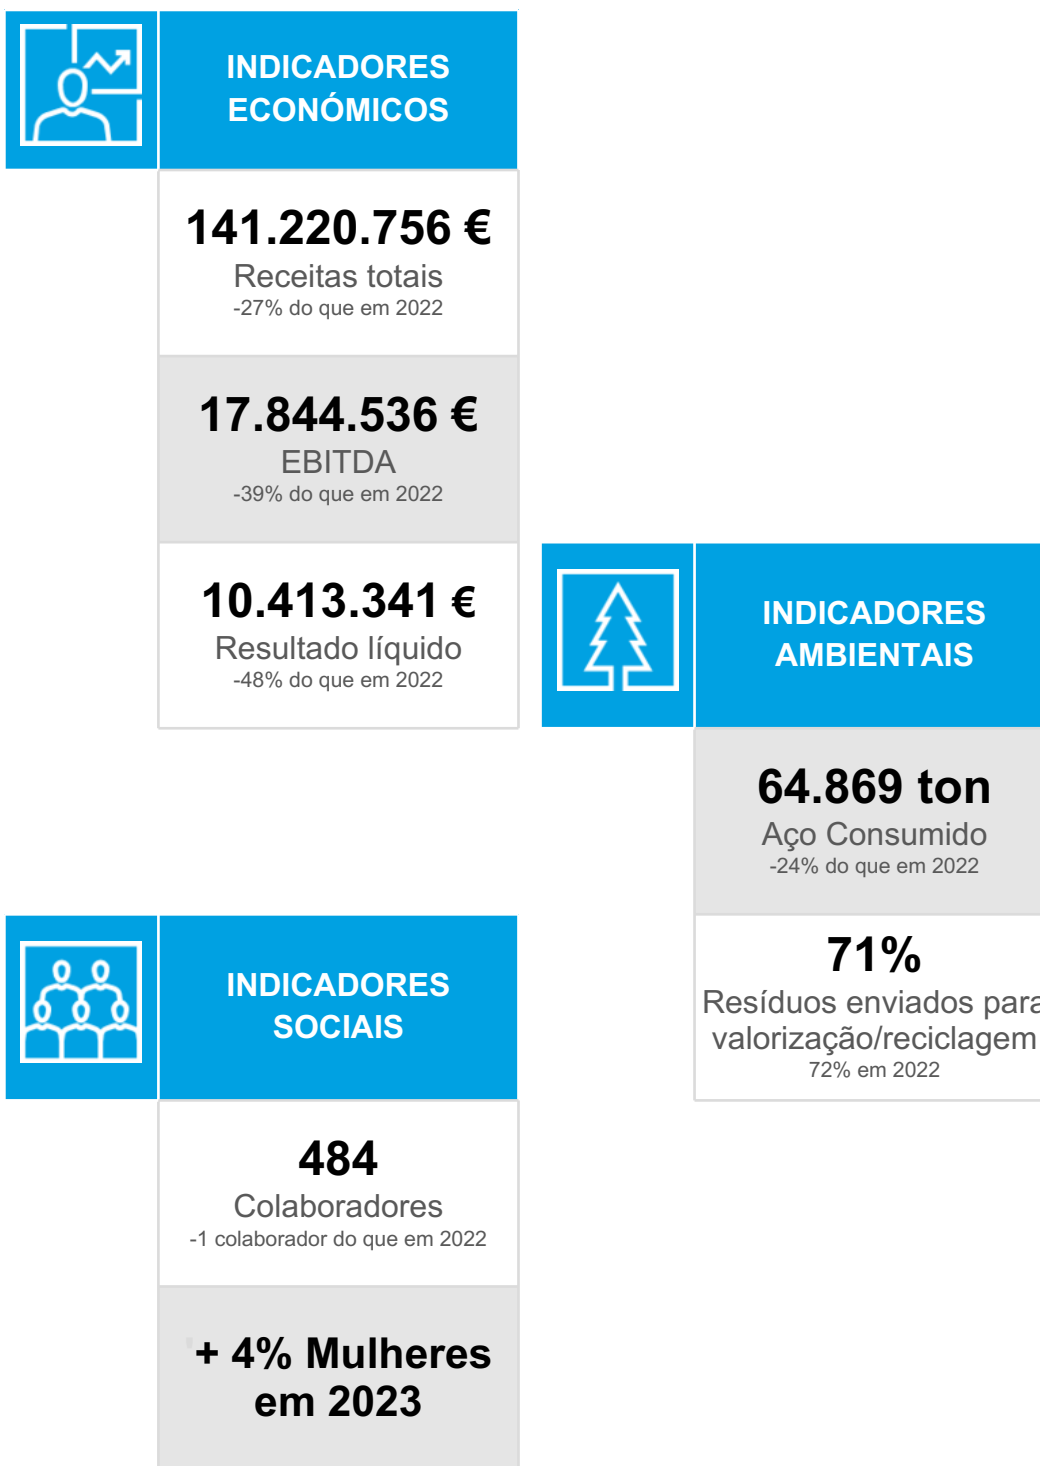 INDICADORES
ECONÓMICOS
141.220.756 €
Receitas totais
-27% do que em 2022
17.844.536 €
EBITDA
-39% do que em 2022
10.413.341 €
Resultado líquido
-48% do que em 2022
INDICADORES
AMBIENTAIS
64.869 ton
Aço Consumido
-24% do que em 2022
71%
Resíduos enviados para
valorização/reciclagem
72% em 2022
INDICADORES
SOCIAIS
484
Colaboradores
-1 colaborador do que em 2022
+ 4% Mulheres
em 2023